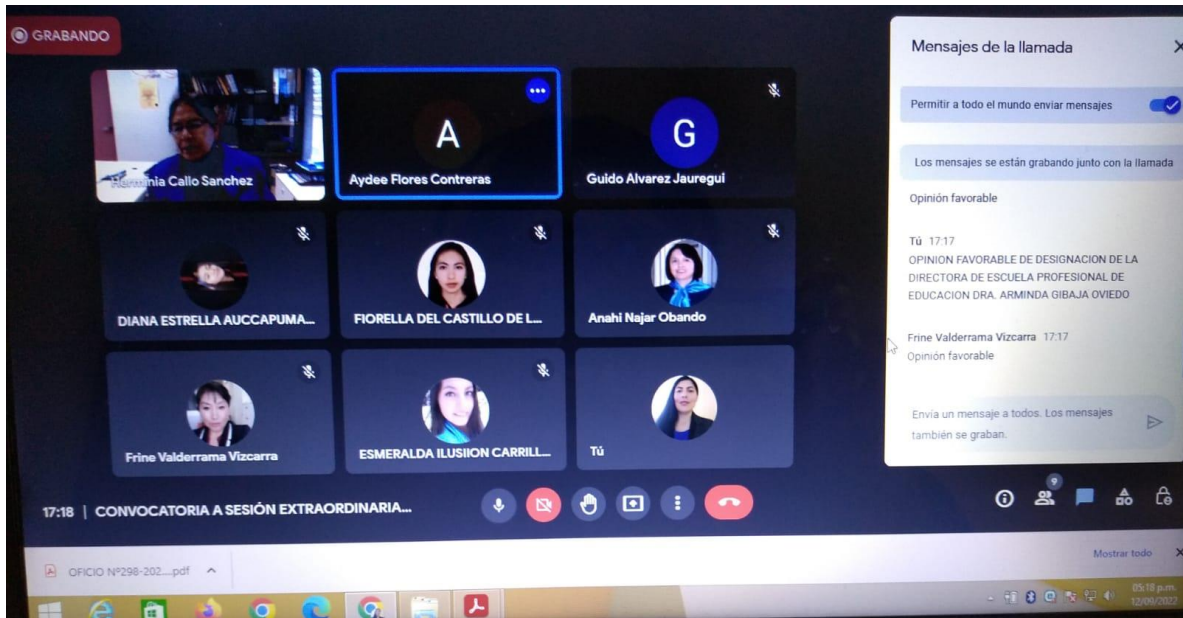 GRABANDO
Herminia Callo Sanchez
A
Aydee Flores Contreras
G
Guido Alvarez Jauregui
DIANA ESTRELLA AUCCAPUMA...
FIORELLA DEL CASTILLO DE L...
Anahi Najar Obando
Frine Valderrama Vizcarra
ESMERALDA ILUSIION CARRILL...
Tú
Mensajes de la llamada
Permitir a todo el mundo enviar mensajes
Los mensajes se están grabando junto con la llamada
Opinión favorable
Tú 17:17
OPINION FAVORABLE DE DESIGNACION DE LA
DIRECTORA DE ESCUELA PROFESIONAL DE
EDUCACION DRA. ARMINDA GIBAJA OVIEDO
Frine Valderrama Vizcarra 17:17
Opinión favorable
Envía un mensaje a todos. Los mensajes
también se graban.
17:18 | CONVOCATORIA A SESIÓN EXTRAORDINARIA...
9
OFICIO Nº298-202....pdf
Mostrar todo
05:18 p.m.
12/09/2022